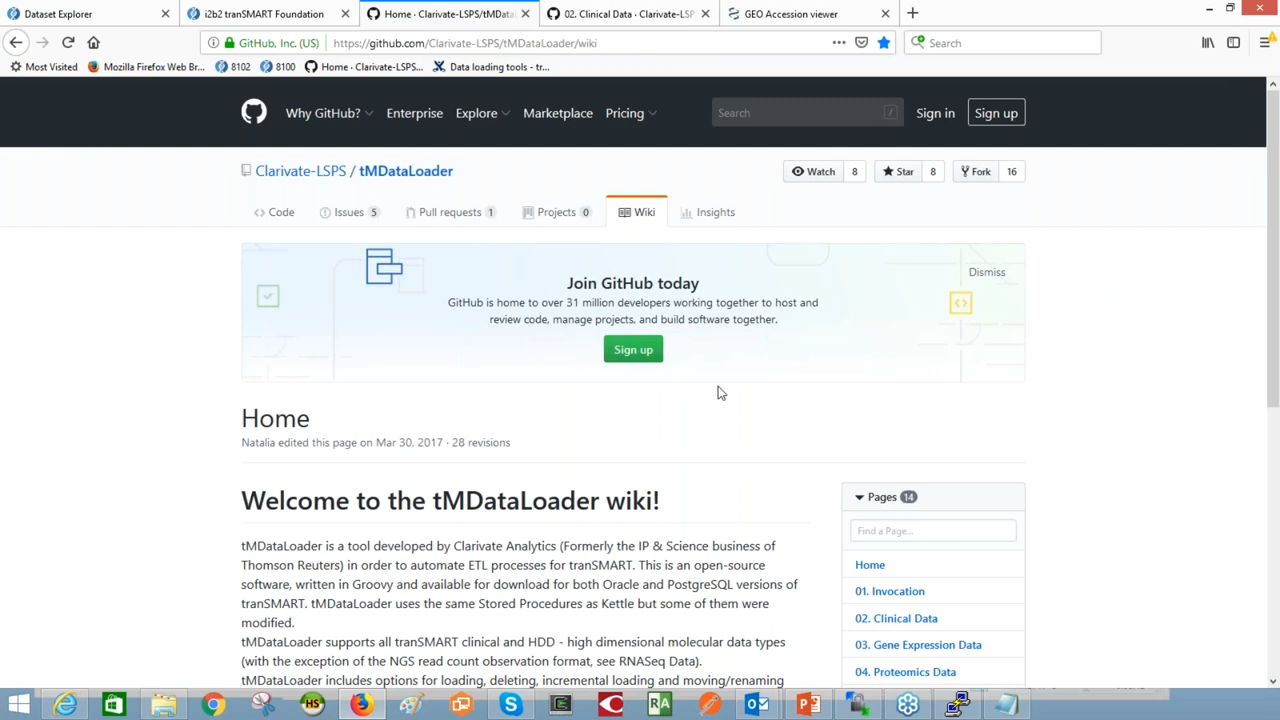 Dataset Explorer
i2b2 tranSMART Foundation
Home · Clarivate-LSPS/tMData
02. Clinical Data · Clarivate-LSPS
GEO Accession viewer
GitHub, Inc. (US)
https://github.com/Clarivate-LSPS/tMDataLoader/wiki
Search
Most Visited
Mozilla Firefox Web Br...
8102
8100
Home · Clarivate-LSPS...
Data loading tools - tr...
Why GitHub?
Enterprise
Explore
Marketplace
Pricing
Search
/
Sign in
Sign up
Clarivate-LSPS / tMDataLoader
Watch 8
Star 8
Fork 16
Code
Issues 5
Pull requests 1
Projects 0
Wiki
Insights
Join GitHub today
Dismiss
GitHub is home to over 31 million developers working together to host and
review code, manage projects, and build software together.
Sign up
Home
Natalia edited this page on Mar 30, 2017 · 28 revisions
Welcome to the tMDataLoader wiki!
tMDataLoader is a tool developed by Clarivate Analytics (Formerly the IP & Science business of
Thomson Reuters) in order to automate ETL processes for tranSMART. This is an open-source
software, written in Groovy and available for download for both Oracle and PostgreSQL versions of
tranSMART. tMDataLoader uses the same Stored Procedures as Kettle but some of them were
modified.
tMDataLoader supports all tranSMART clinical and HDD - high dimensional molecular data types
(with the exception of the NGS read count observation format, see RNASeq Data).
tMDataLoader includes options for loading, deleting, incremental loading and moving/renaming
Pages 14
Find a Page...
Home
01. Invocation
02. Clinical Data
03. Gene Expression Data
04. Proteomics Data
HS
RA